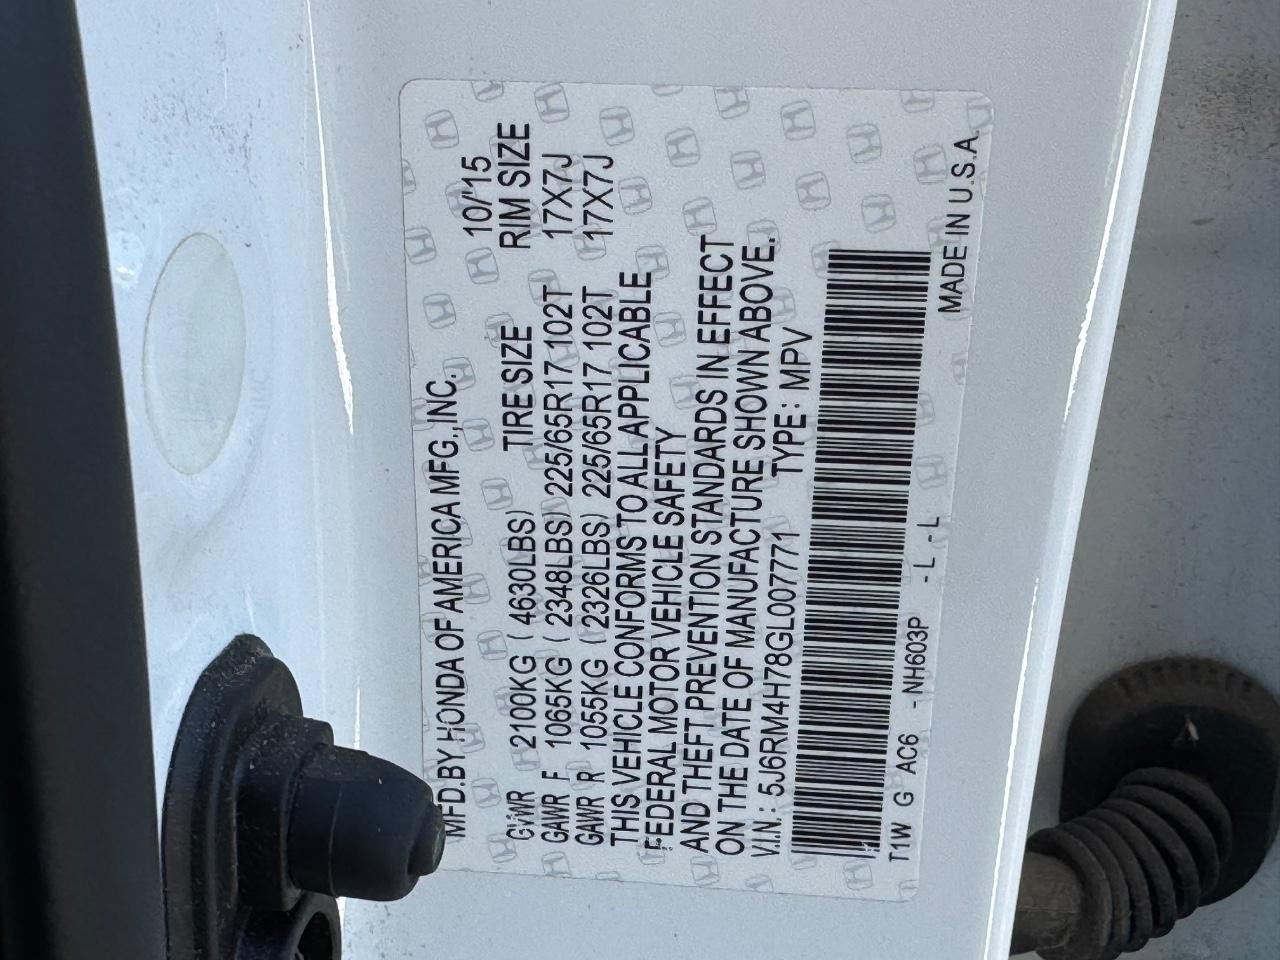 MFD.BY HONDA OF AMERICA MFG.,INC. 10/'15
GVWR 2100KG ( 4630LBS) TIRE SIZE RIM SIZE
GAWR F 1065KG ( 2348LBS) 225/65R17 102T 17X7J
GAWR R 1055KG ( 2326LBS) 225/65R17 102T 17X7J
THIS VEHICLE CONFORMS TO ALL APPLICABLE
FEDERAL MOTOR VEHICLE SAFETY
AND THEFT PREVENTION STANDARDS IN EFFECT
ON THE DATE OF MANUFACTURE SHOWN ABOVE.
V.I.N.: 5J6RM4H78GL007771 TYPE: MPV
T1W G AC6 -NH603P -L-L MADE IN U.S.A.